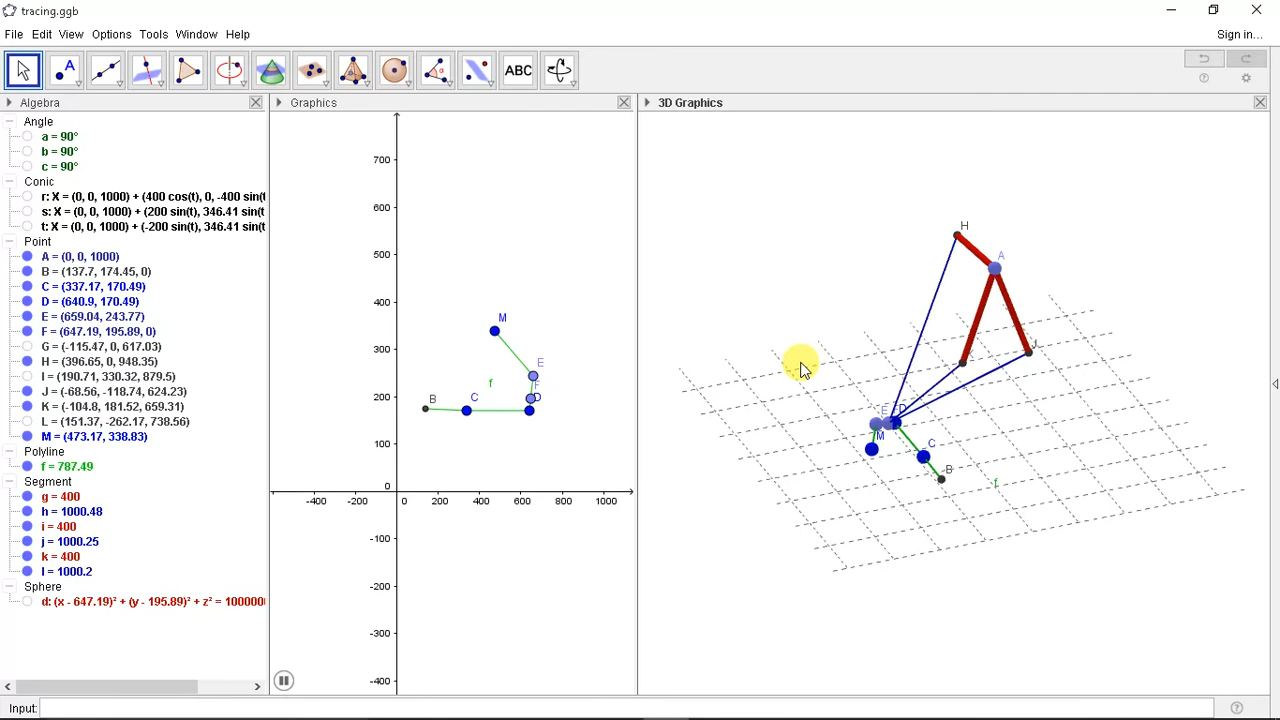 tracing.ggb
File Edit View Options Tools Window Help
Sign in...
A
α
ABC
Algebra
Graphics
3D Graphics
Angle
a = 90°
b = 90°
c = 90°
Conic
r: X = (0, 0, 1000) + (400 cos(t), 0, -400 sin(t
s: X = (0, 0, 1000) + (200 sin(t), 346.41 sin(t
t: X = (0, 0, 1000) + (-200 sin(t), 346.41 sin(t
Point
A = (0, 0, 1000)
B = (137.7, 174.45, 0)
C = (337.17, 170.49)
D = (640.9, 170.49)
E = (659.04, 243.77)
F = (647.19, 195.89, 0)
G = (-115.47, 0, 617.03)
H = (396.65, 0, 948.35)
I = (190.71, 330.32, 879.5)
J = (-68.56, -118.74, 624.23)
K = (-104.8, 181.52, 659.31)
L = (151.37, -262.17, 738.56)
M = (473.17, 338.83)
Polyline
f = 787.49
Segment
g = 400
h = 1000.48
i = 400
j = 1000.25
k = 400
l = 1000.2
Sphere
d: (x - 647.19)² + (y - 195.89)² + z² = 1000000
700
600
500
400
300
200
100
0
-100
-200
-300
-400
-400 -200 0 200 400 600 800 1000
M
E
f
F
B C D
H
A
J
E D
M C
B
f
Input: